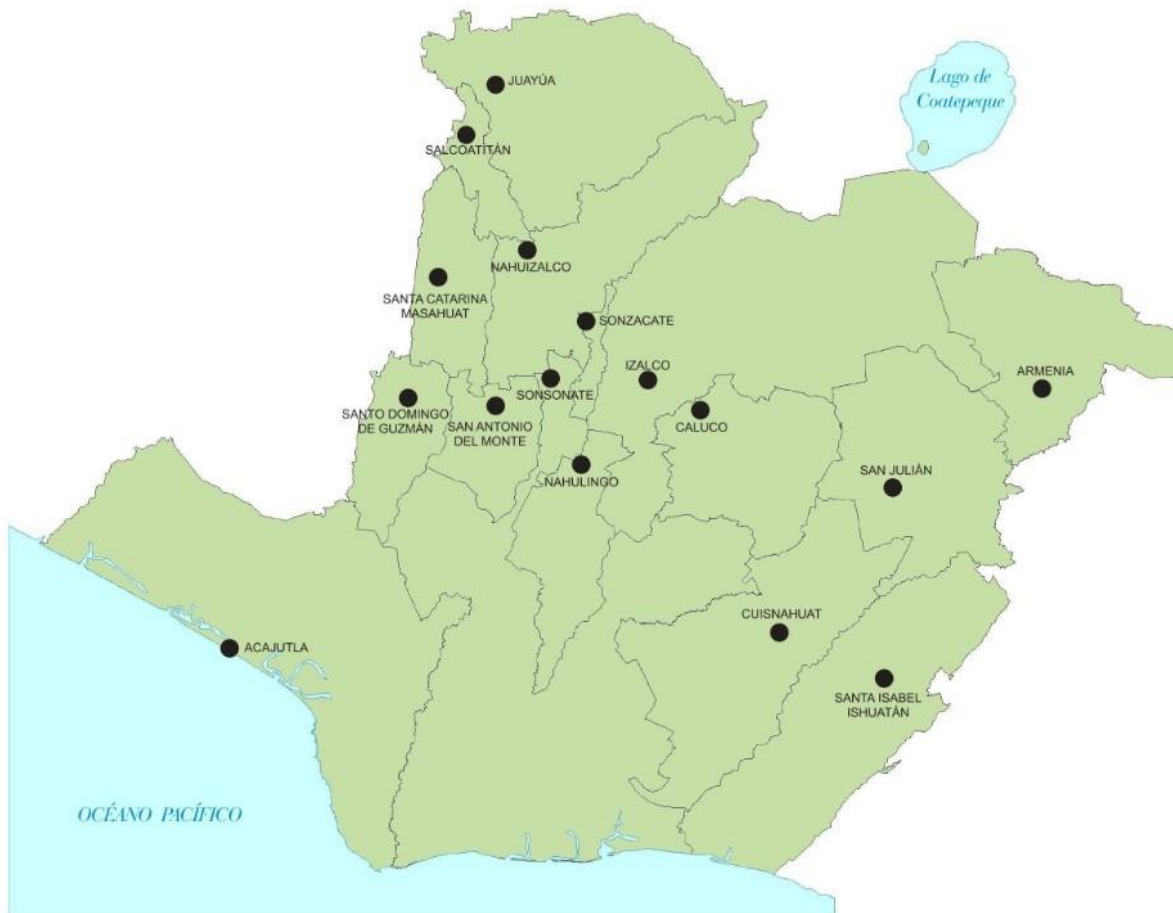 JUAYÚA
Lago de
Coatepeque
SALCOATITÁN
NAHUIZALCO
SANTA CATARINA
MASAHUAT
SONZACATE
IZALCO
ARMENIA
SONSONATE
SANTO DOMINGO
DE GUZMÁN
SAN ANTONIO
DEL MONTE
CALUCO
SAN JULIÁN
NAHULINGO
CUISNAHUAT
ACAJUTLA
SANTA ISABEL
ISHUATÁN
OCÉANO PACÍFICO